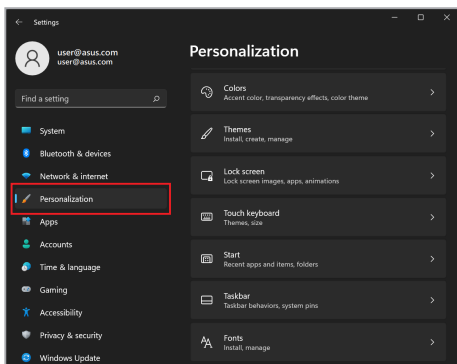 Settings
user@asus.com
user@asus.com
Find a setting
System
Bluetooth & devices
Network & internet
Personalization
Apps
Accounts
Time & language
Gaming
Accessibility
Privacy & security
Windows Update
Personalization
Colors
Accent color, transparency effects, color theme
Themes
Install, create, manage
Lock screen
Lock screen images, apps, animations
Touch keyboard
Themes, size
Start
Recent apps and items, folders
Taskbar
Taskbar behaviors, system pins
Fonts
Install, manage